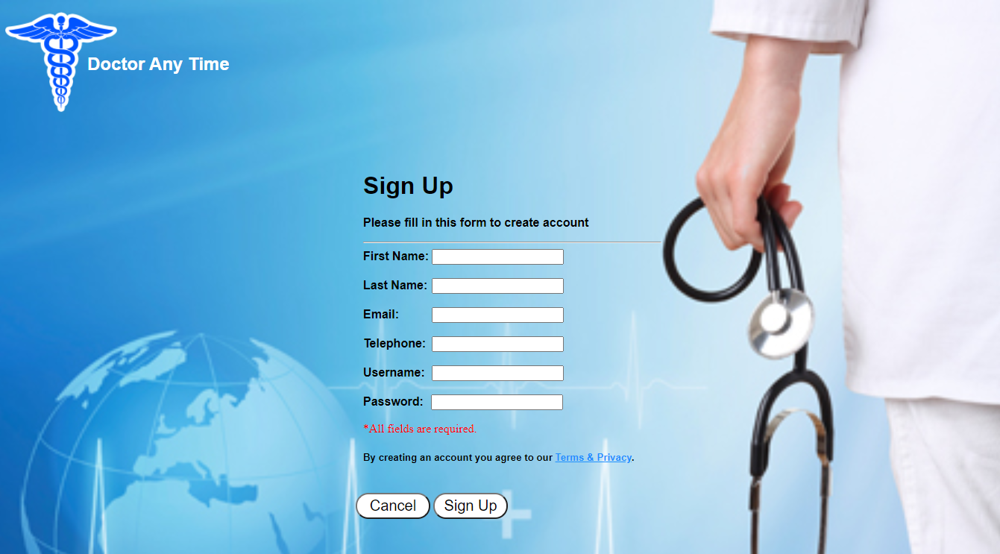 Doctor Any Time
Sign Up
Please fill in this form to create account
First Name:
Last Name:
Email:
Telephone:
Username:
Password:
*All fields are required.
By creating an account you agree to our Terms & Privacy.
Cancel Sign Up